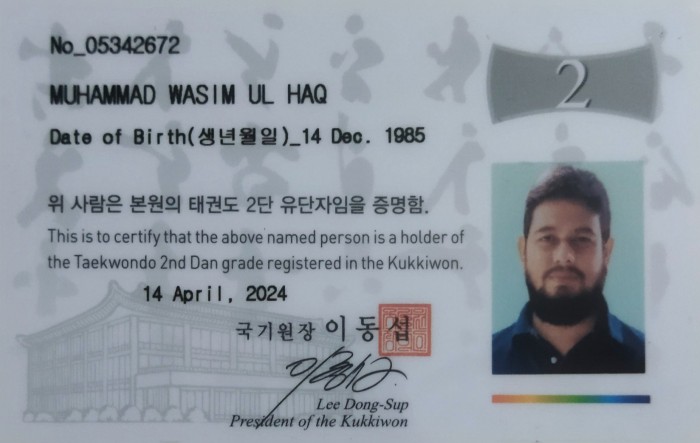 No_05342672
2
MUHAMMAD WASIM UL HAQ
Date of Birth(생년월일)_14 Dec. 1985
위 사람은 본원의 태권도 2단 유단자임을 증명함.
This is to certify that the above named person is a holder of
the Taekwondo 2nd Dan grade registered in the Kukkiwon.
14 April, 2024
국기원장 이동섭
Lee Dong-Sup
President of the Kukkiwon